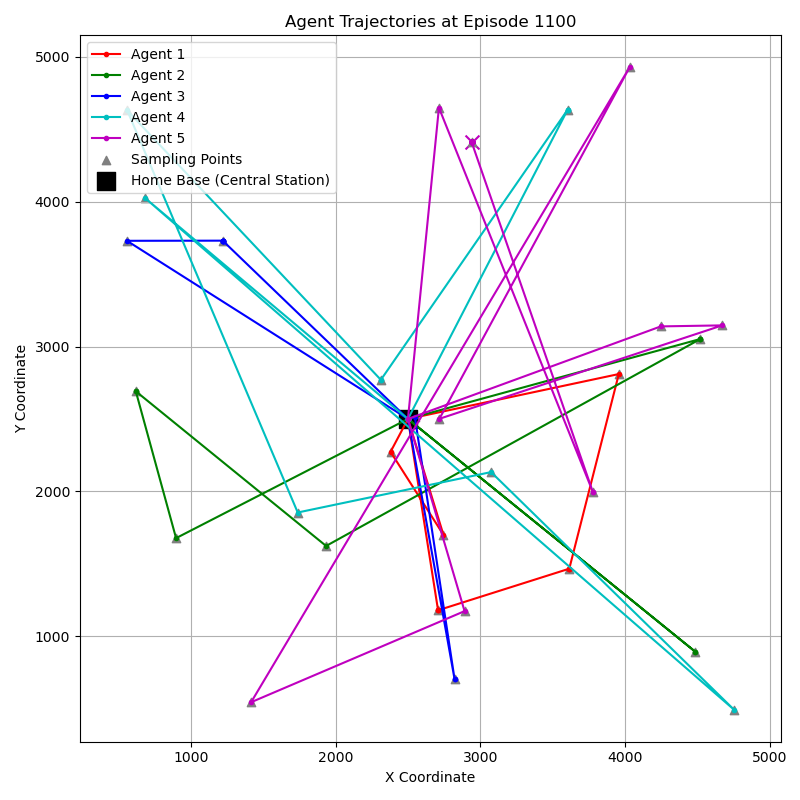 Agent Trajectories at Episode 1100
Agent 1
Agent 2
Agent 3
Agent 4
Agent 5
Sampling Points
Home Base (Central Station)
Y Coordinate
5000
4000
3000
2000
1000
1000 2000 3000 4000 5000
X Coordinate